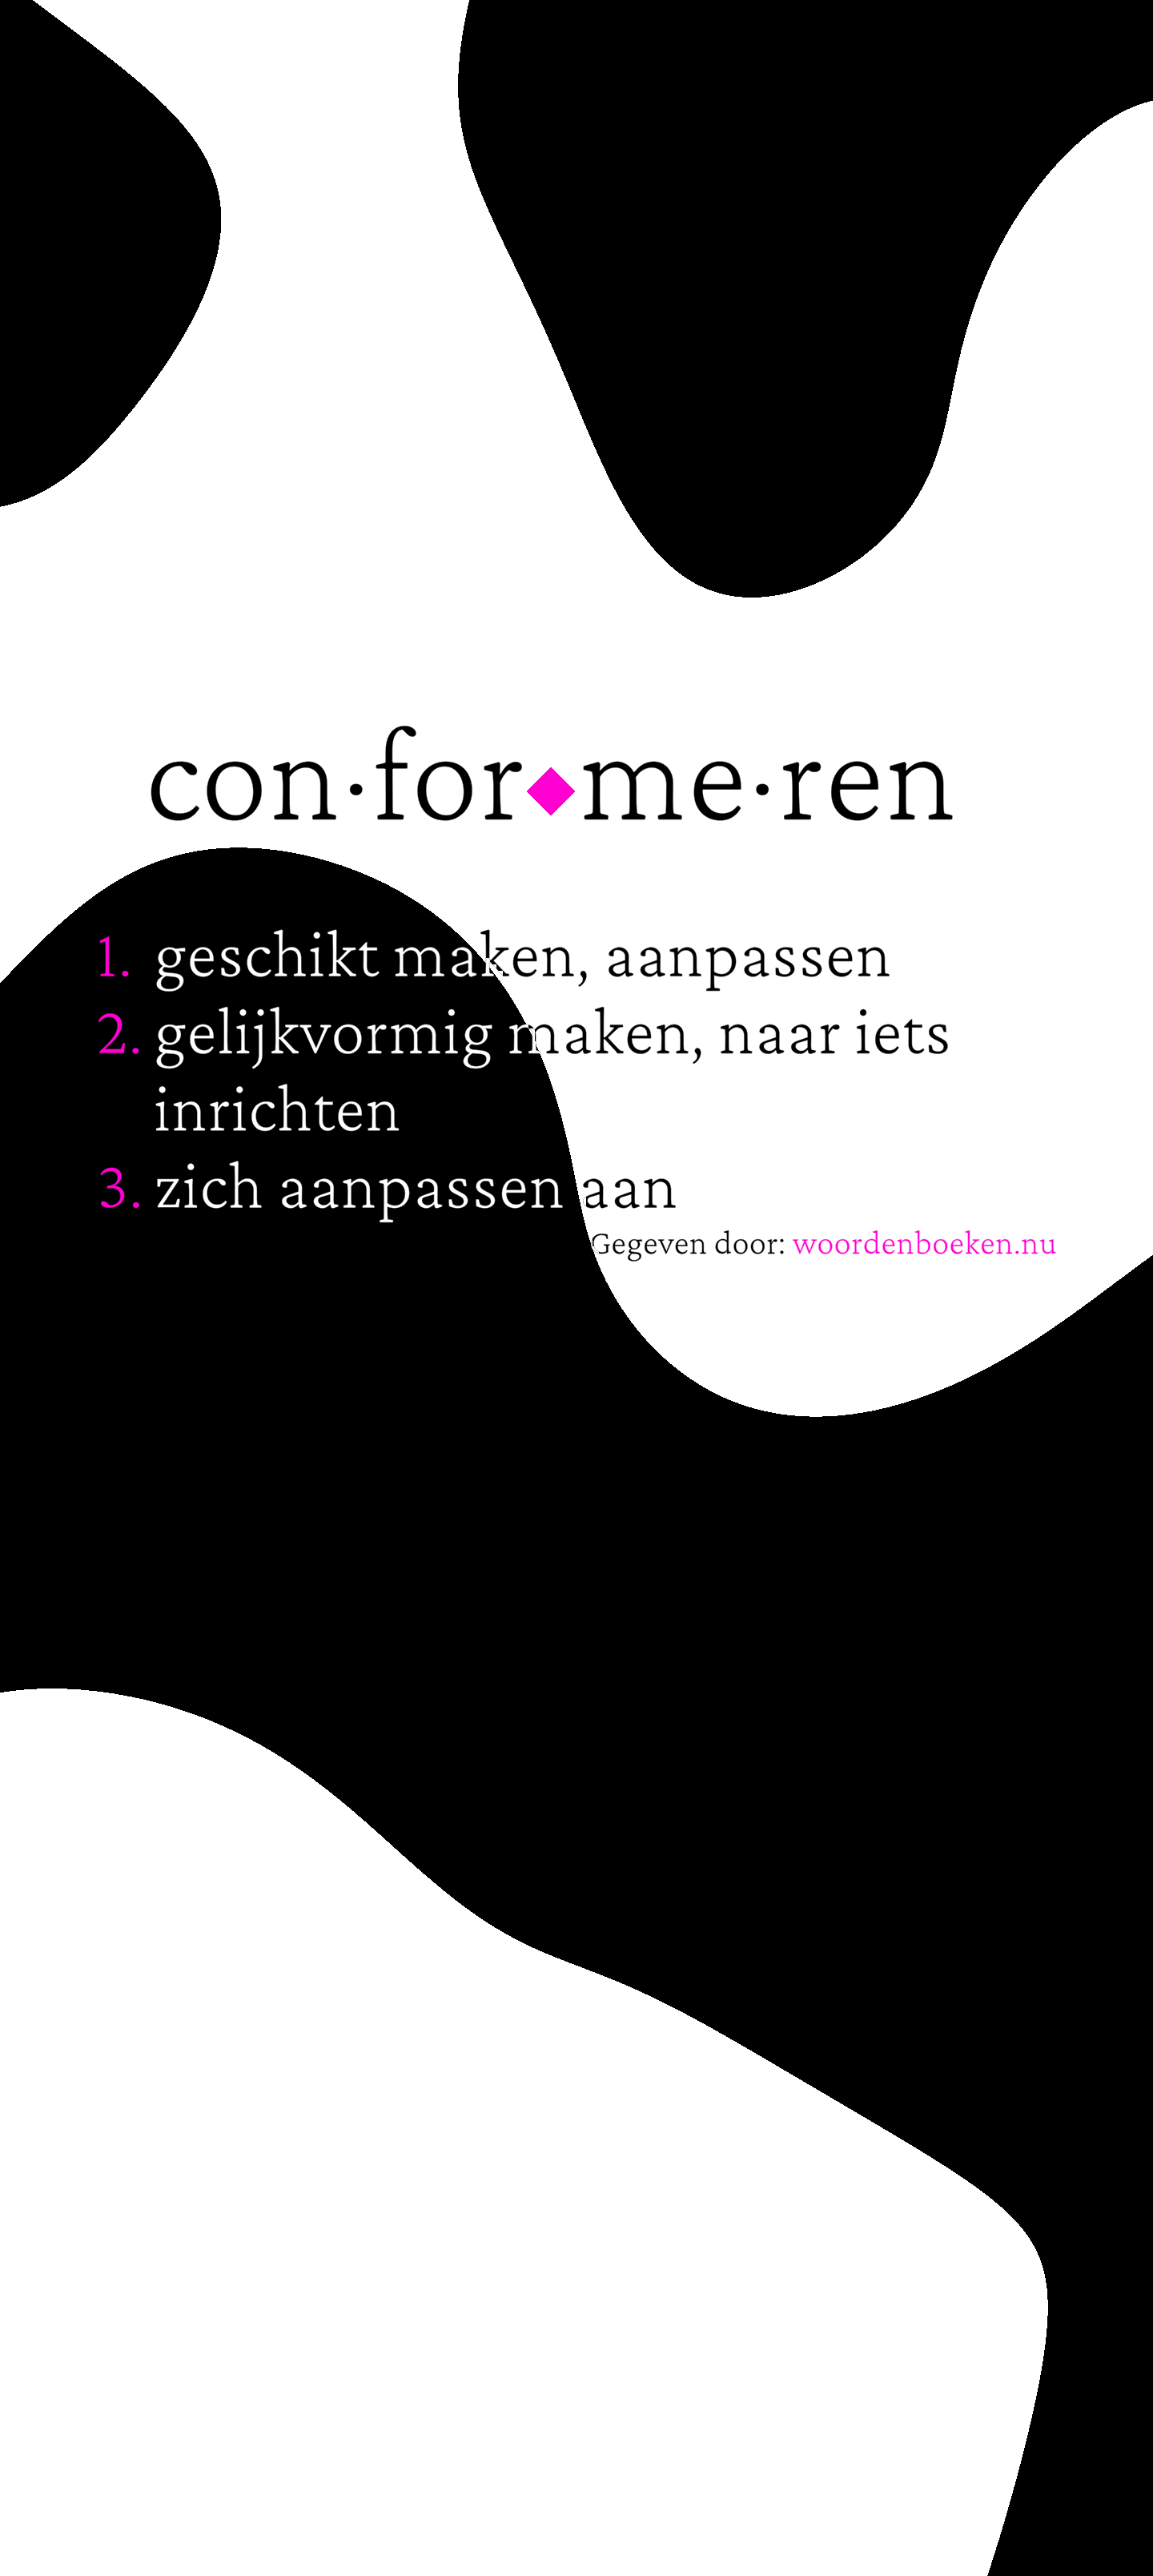 con·for◆me·ren
1. geschikt maken, aanpassen
2. gelijkvormig maken, naar iets
inrichten
3. zich aanpassen aan
Gegeven door: woordenboeken.nu